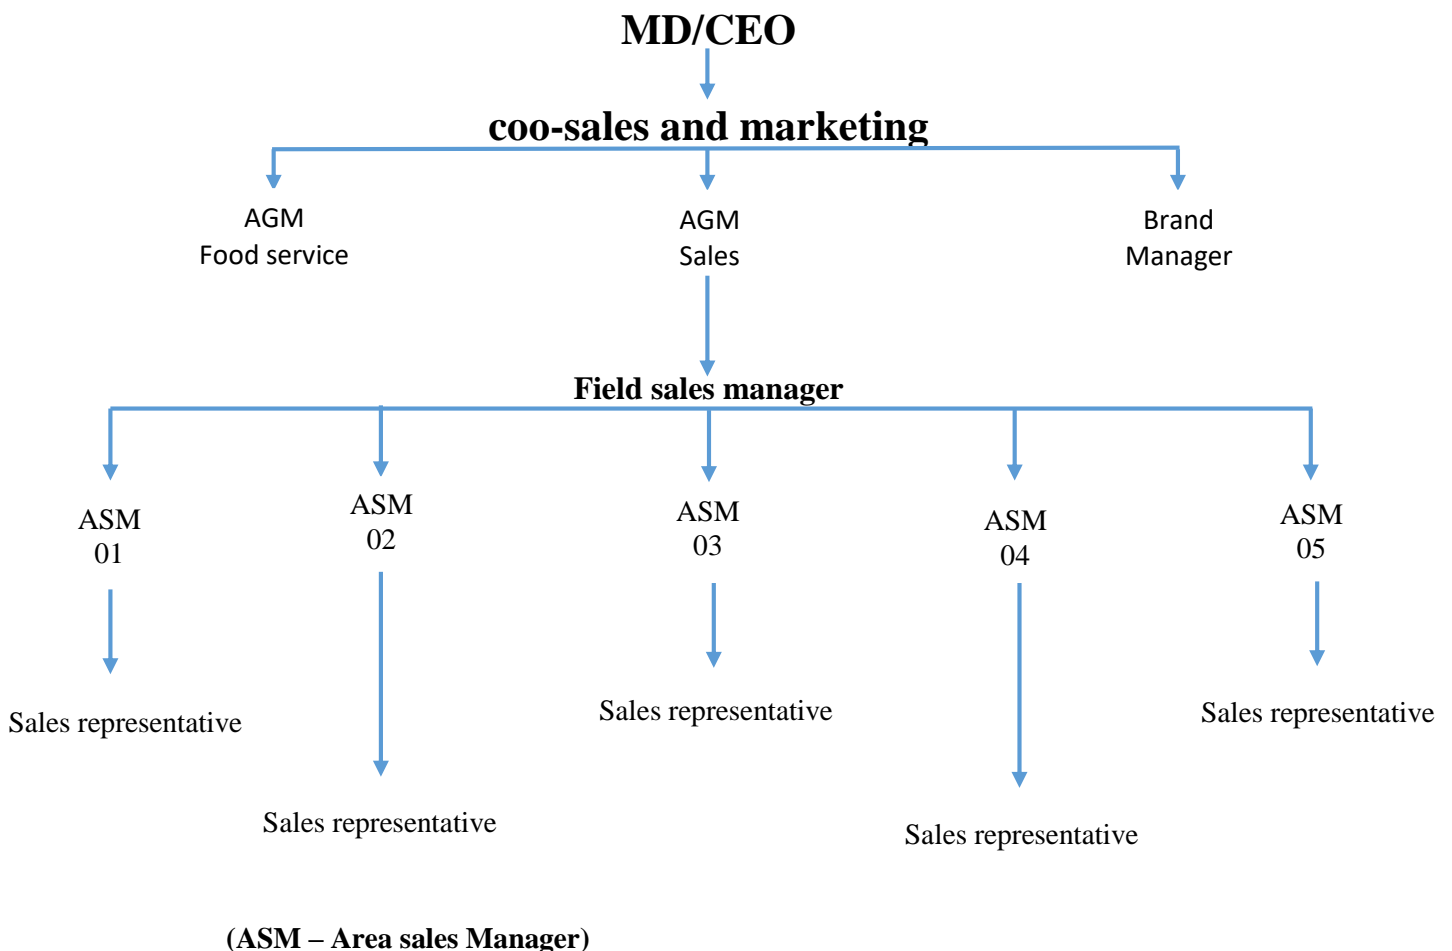 MD/CEO
coo-sales and marketing
AGM
Food service
AGM
Sales
Brand
Manager
Field sales manager
ASM
01
ASM
02
ASM
03
ASM
04
ASM
05
Sales representative
Sales representative
Sales representative
Sales representative
Sales representative
(ASM – Area sales Manager)